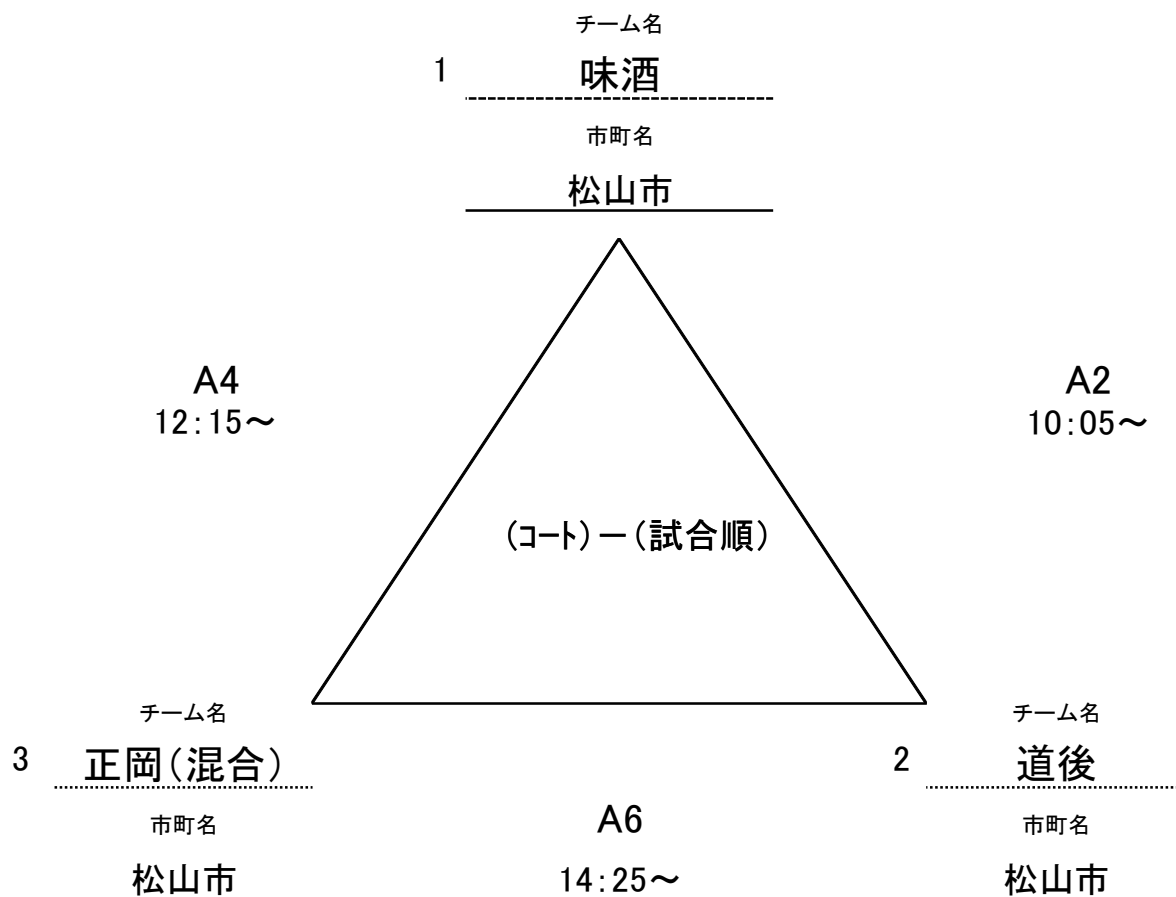 チーム名
1 味酒
市町名
松山市
A4
12:15～
A2
10:05～
(コート)－(試合順)
チーム名
3 正岡(混合)
市町名
松山市
A6
14:25～
チーム名
2 道後
市町名
松山市